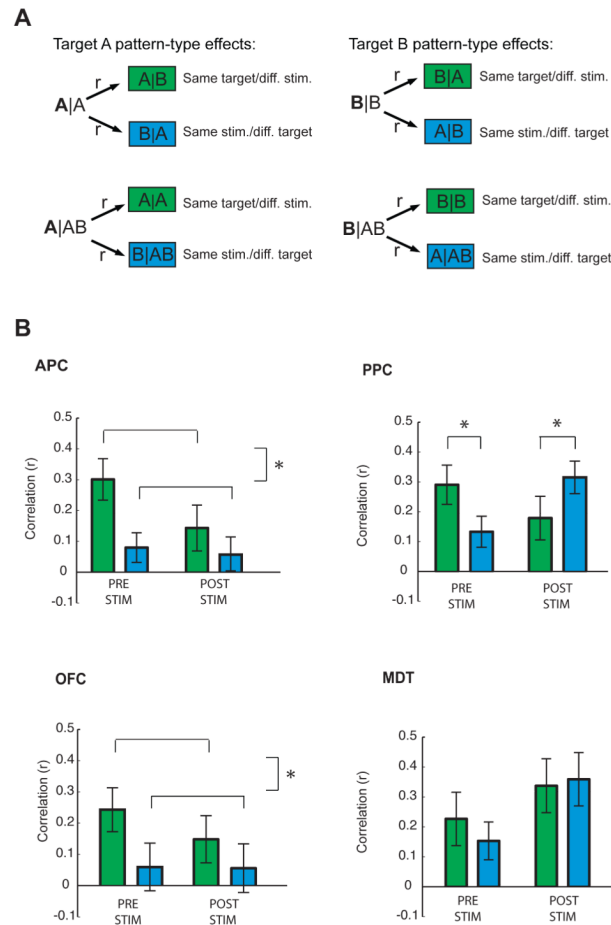 A
Target A pattern-type effects:
r
A|B
Same target/diff. stim.
A|A
r
B|A
Same stim./diff. target
r
A|A
Same target/diff. stim.
A|AB
r
B|AB
Same stim./diff. target
Target B pattern-type effects:
r
B|A
Same target/diff. stim.
B|B
r
A|B
Same stim./diff. target
r
B|B
Same target/diff. stim.
B|AB
r
A|AB
Same stim./diff. target
B
APC
Correlation (r)
0.5
0.4
0.3
0.2
0.1
0
-0.1
*
PRE
STIM
POST
STIM
PPC
Correlation (r)
0.5
0.4
0.3
0.2
0.1
0
-0.1
*
*
PRE
STIM
POST
STIM
OFC
Correlation (r)
0.5
0.4
0.3
0.2
0.1
0
-0.1
*
PRE
STIM
POST
STIM
MDT
Correlation (r)
0.5
0.4
0.3
0.2
0.1
0
-0.1
PRE
STIM
POST
STIM